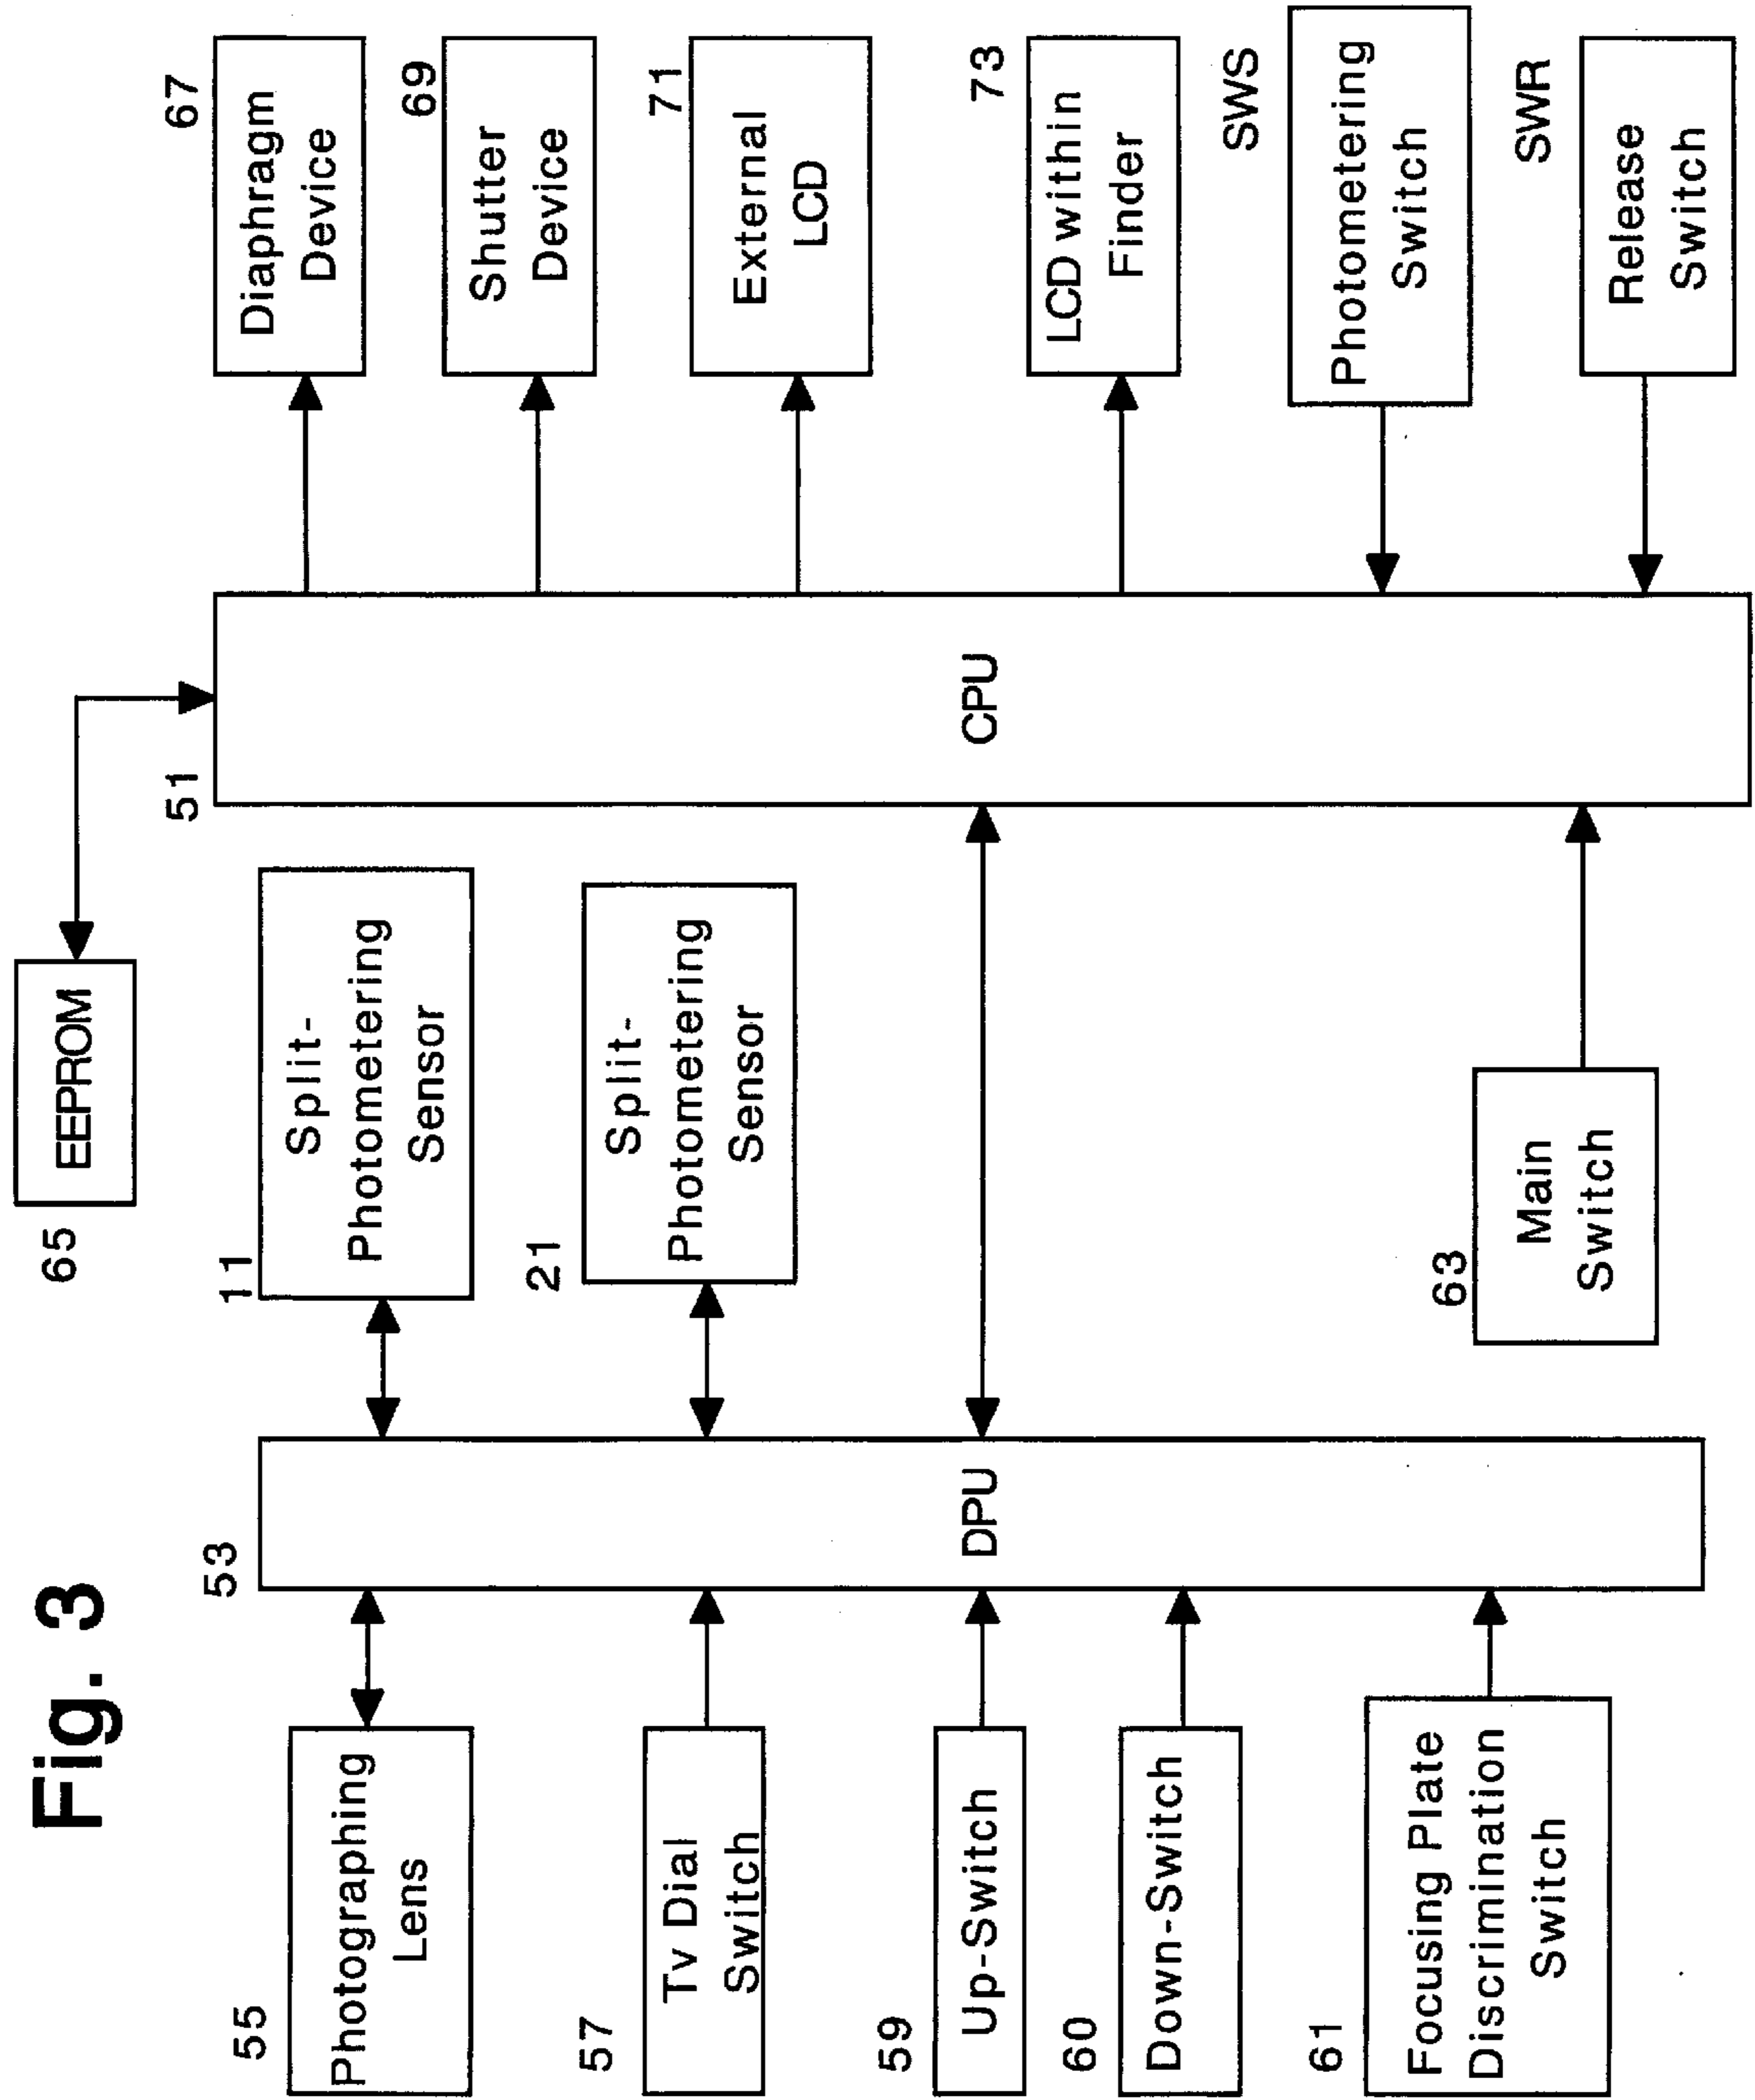 Fig. 3
65
EEPROM
55
Photographing
Lens
57
Tv Dial
Switch
59
Up-Switch
60
Down-Switch
61
Focusing Plate
Discrimination
Switch
53
DPU
11
Split-
Photometering
Sensor
21
Split-
Photometering
Sensor
63
Main
Switch
51
CPU
67
Diaphragm
Device
69
Shutter
Device
71
External
LCD
73
LCD within
Finder
SWS
Photometering
Switch
SWR
Release
Switch